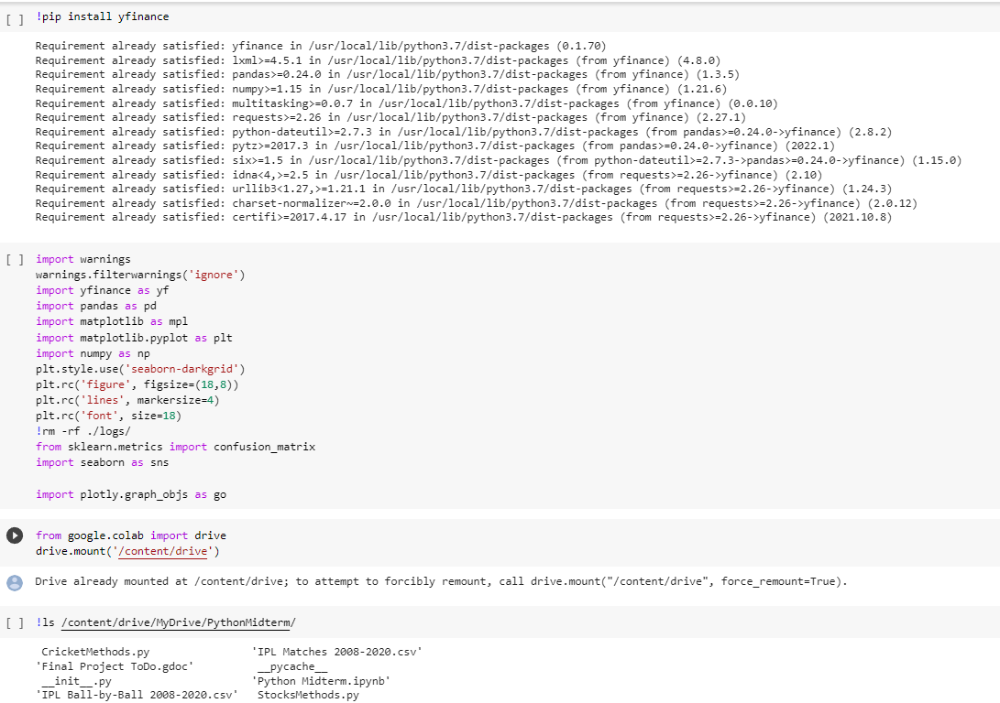 [ ] !pip install yfinance
Requirement already satisfied: yfinance in /usr/local/lib/python3.7/dist-packages (0.1.70)
Requirement already satisfied: lxml>=4.5.1 in /usr/local/lib/python3.7/dist-packages (from yfinance) (4.8.0)
Requirement already satisfied: pandas>=0.24.0 in /usr/local/lib/python3.7/dist-packages (from yfinance) (1.3.5)
Requirement already satisfied: numpy>=1.15 in /usr/local/lib/python3.7/dist-packages (from yfinance) (1.21.6)
Requirement already satisfied: multitasking>=0.0.7 in /usr/local/lib/python3.7/dist-packages (from yfinance) (0.0.10)
Requirement already satisfied: requests>=2.26 in /usr/local/lib/python3.7/dist-packages (from yfinance) (2.27.1)
Requirement already satisfied: python-dateutil>=2.7.3 in /usr/local/lib/python3.7/dist-packages (from pandas>=0.24.0->yfinance) (2.8.2)
Requirement already satisfied: pytz>=2017.3 in /usr/local/lib/python3.7/dist-packages (from pandas>=0.24.0->yfinance) (2022.1)
Requirement already satisfied: six>=1.5 in /usr/local/lib/python3.7/dist-packages (from python-dateutil>=2.7.3->pandas>=0.24.0->yfinance) (1.15.0)
Requirement already satisfied: idna<4,>=2.5 in /usr/local/lib/python3.7/dist-packages (from requests>=2.26->yfinance) (2.10)
Requirement already satisfied: urllib3<1.27,>=1.21.1 in /usr/local/lib/python3.7/dist-packages (from requests>=2.26->yfinance) (1.24.3)
Requirement already satisfied: charset-normalizer~=2.0.0 in /usr/local/lib/python3.7/dist-packages (from requests>=2.26->yfinance) (2.0.12)
Requirement already satisfied: certifi>=2017.4.17 in /usr/local/lib/python3.7/dist-packages (from requests>=2.26->yfinance) (2021.10.8)
[ ] import warnings
warnings.filterwarnings('ignore')
import yfinance as yf
import pandas as pd
import matplotlib as mpl
import matplotlib.pyplot as plt
import numpy as np
plt.style.use('seaborn-darkgrid')
plt.rc('figure', figsize=(18,8))
plt.rc('lines', markersize=4)
plt.rc('font', size=18)
!rm -rf ./logs/
from sklearn.metrics import confusion_matrix
import seaborn as sns
import plotly.graph_objs as go
from google.colab import drive
drive.mount('/content/drive')
Drive already mounted at /content/drive; to attempt to forcibly remount, call drive.mount("/content/drive", force_remount=True).
[ ] !ls /content/drive/MyDrive/PythonMidterm/
CricketMethods.py 'IPL Matches 2008-2020.csv'
'Final Project ToDo.gdoc' __pycache__
__init__.py 'Python Midterm.ipynb'
'IPL Ball-by-Ball 2008-2020.csv' StocksMethods.py